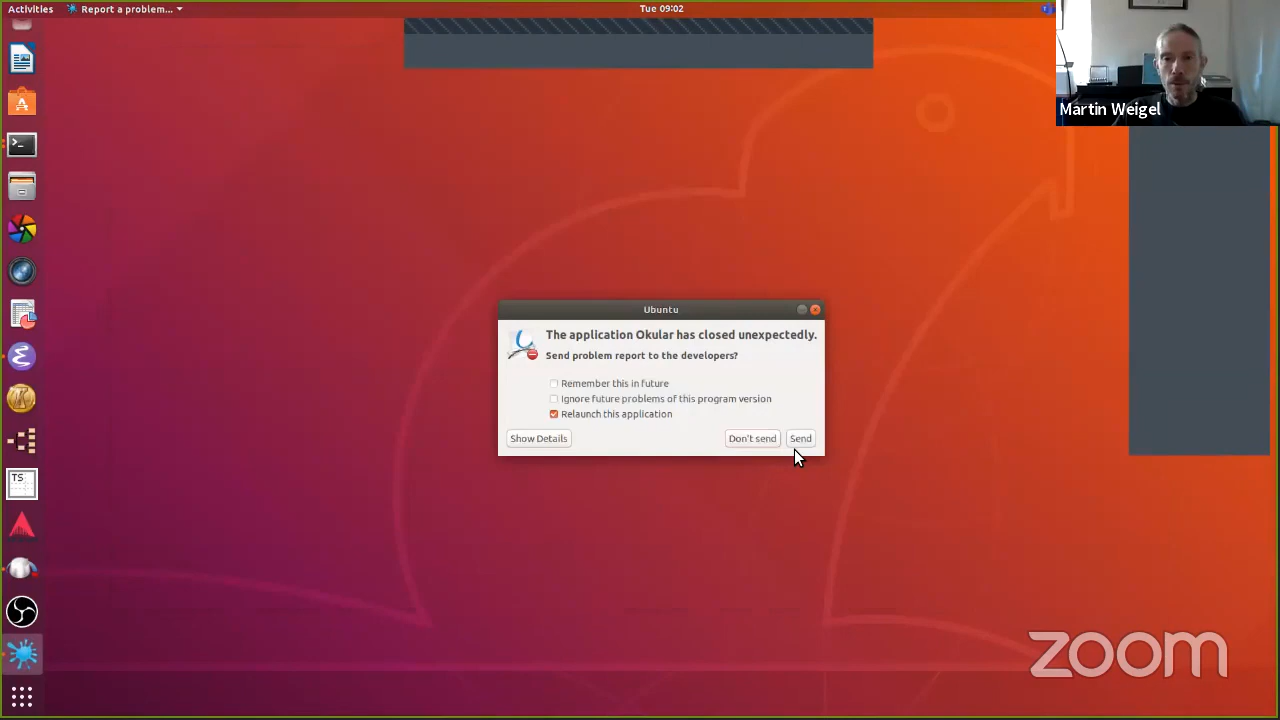 Activities
Report a problem...
Tue 09:02
Martin Weigel
Ubuntu
The application Okular has closed unexpectedly.
Send problem report to the developers?
Remember this in future
Ignore future problems of this program version
Relaunch this application
Show Details
Don't send
Send
TS
zoom